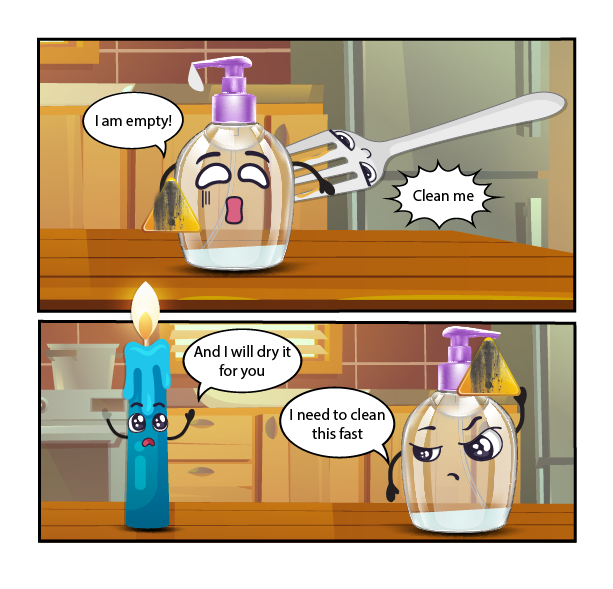 I am empty!
Clean me
And I will dry it
for you
I need to clean
this fast